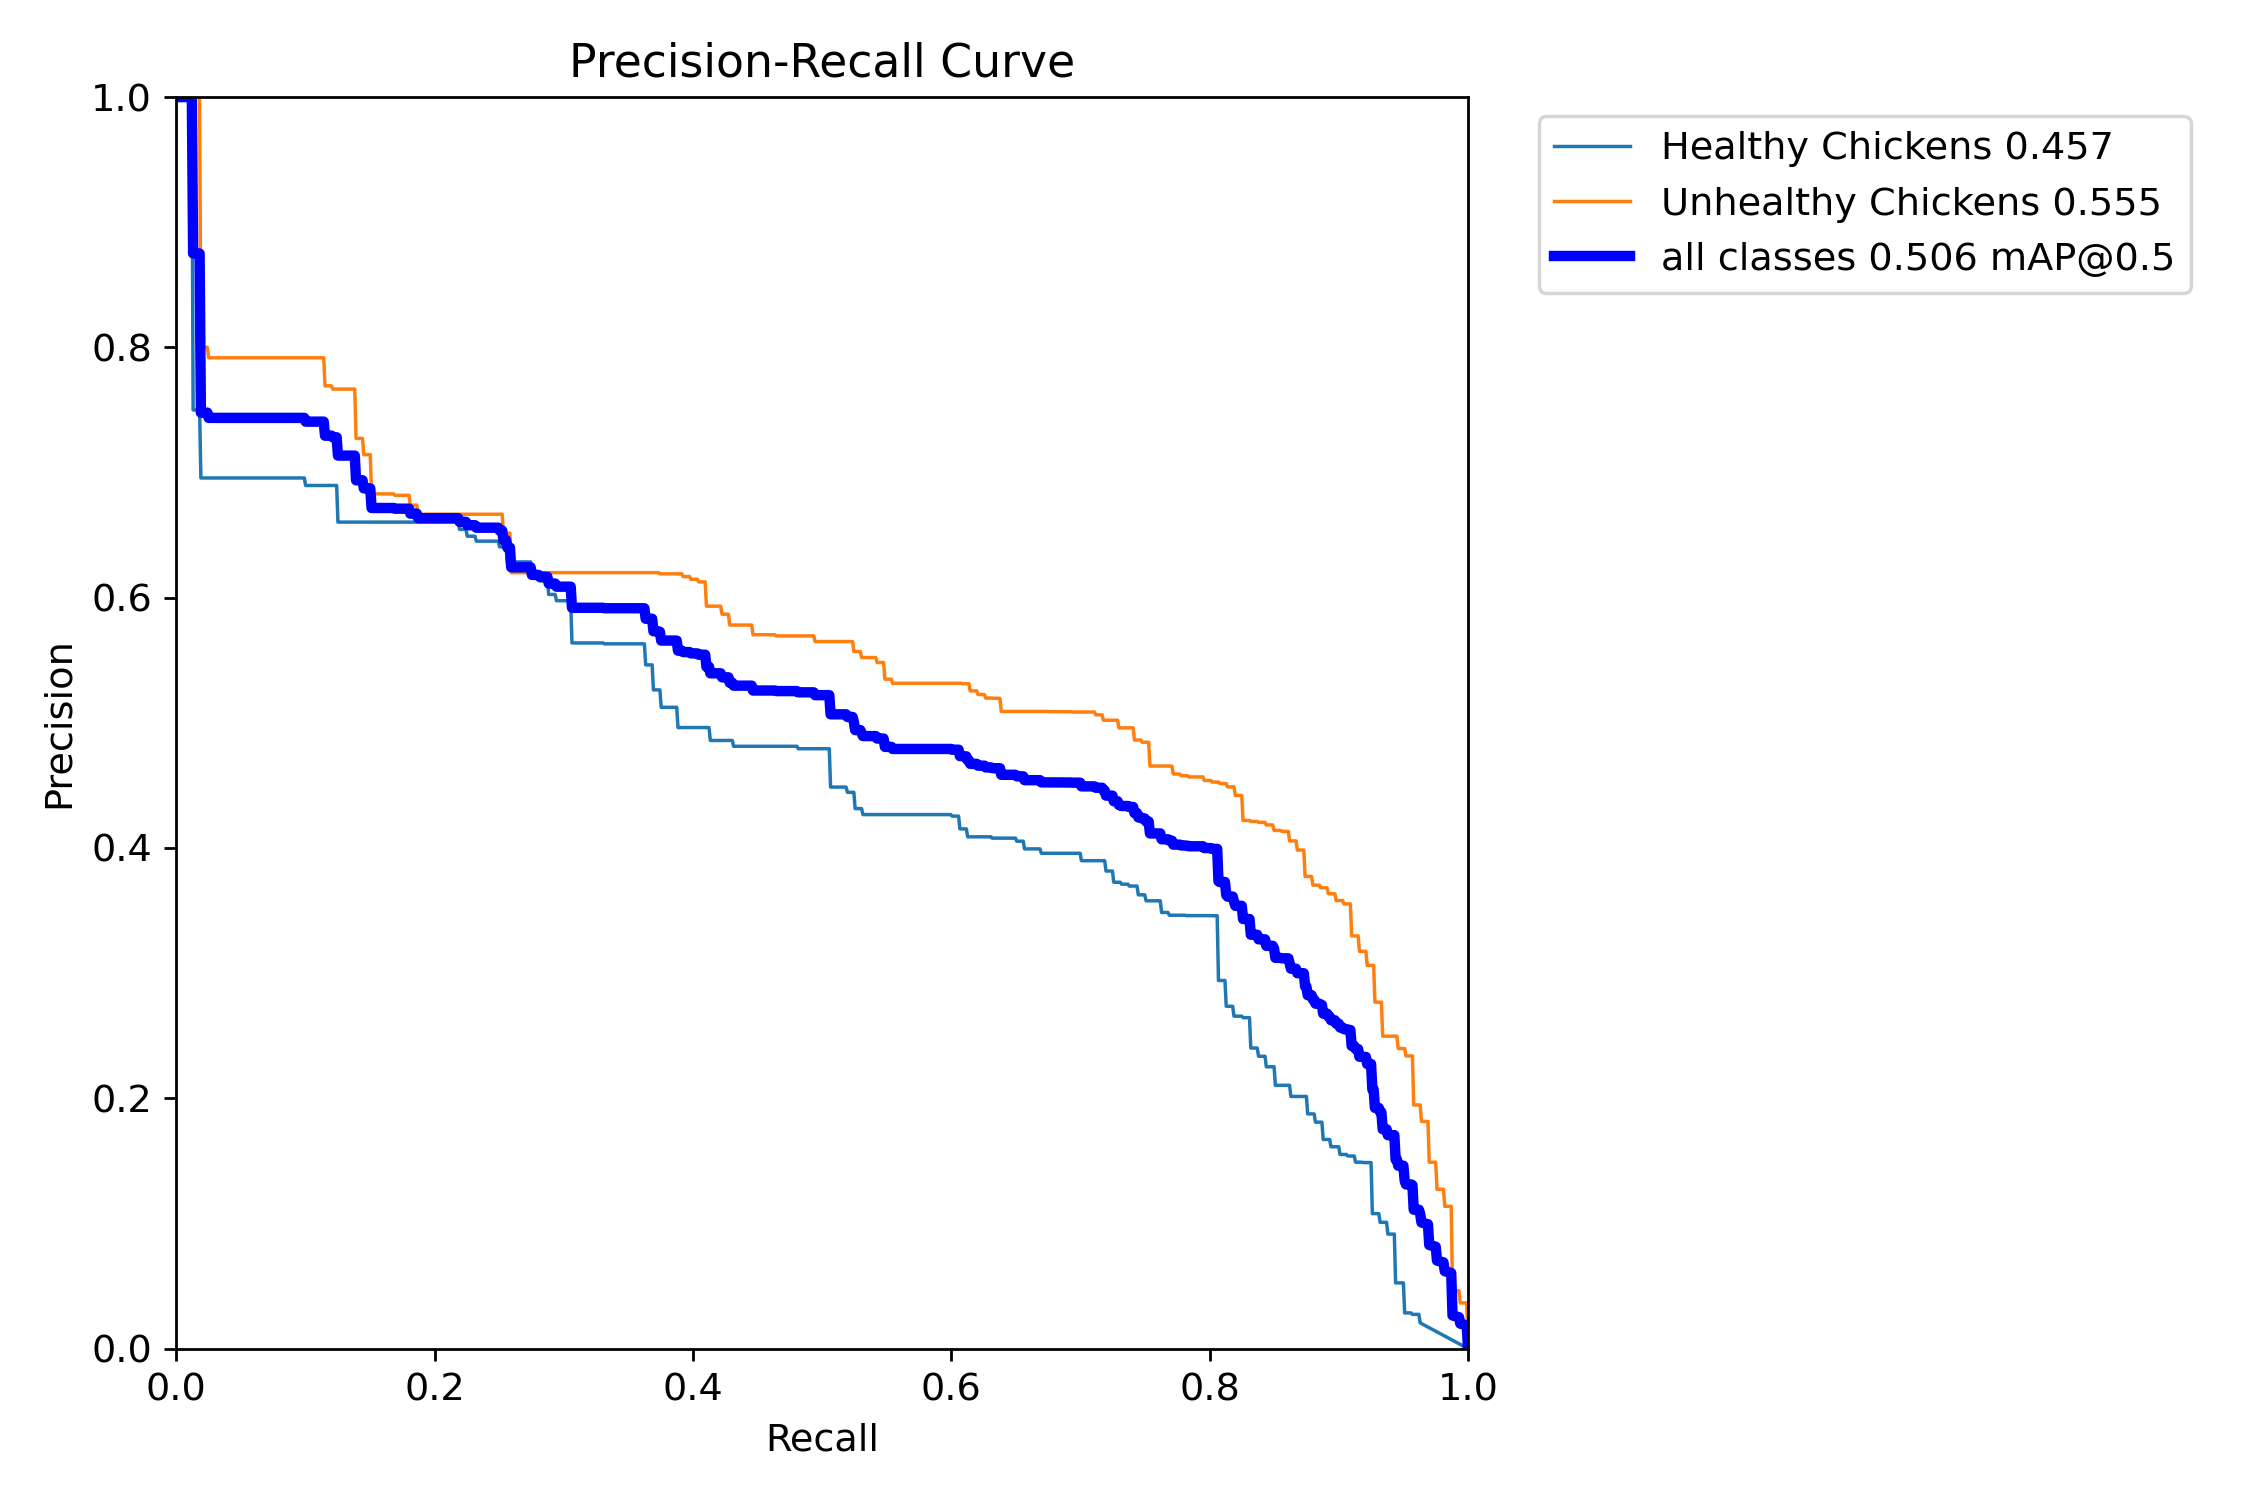 Precision-Recall Curve
1.0
0.8
0.6
0.4
0.2
0.0
Precision
0.0 0.2 0.4 0.6 0.8 1.0
Recall
Healthy Chickens 0.457
Unhealthy Chickens 0.555
all classes 0.506 mAP@0.5